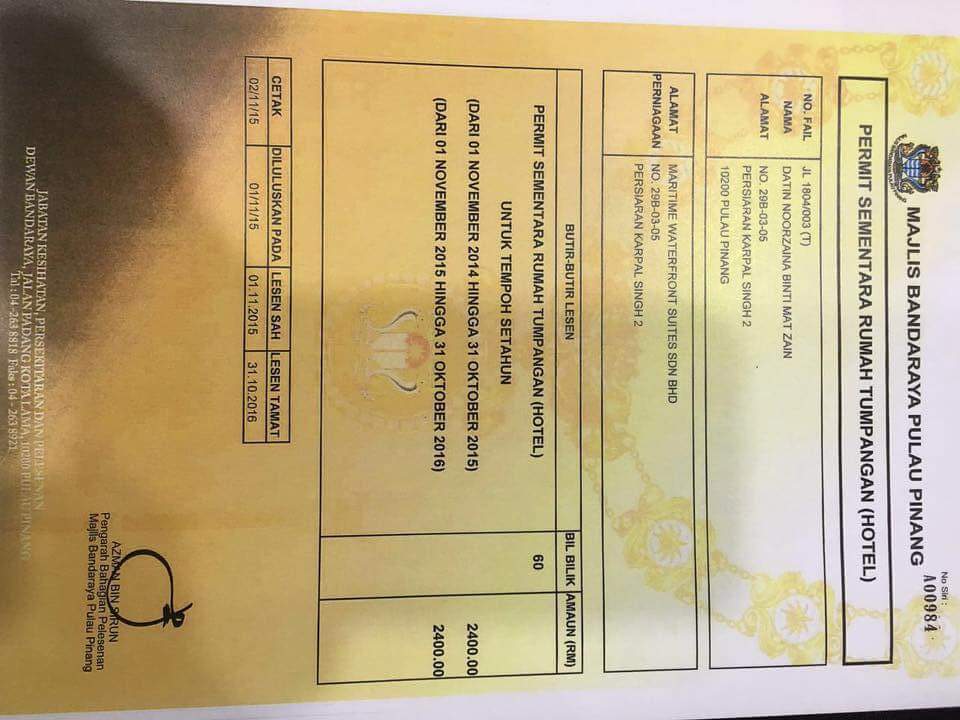 MAJLIS BANDARAYA PULAU PINANG
No Siri :
A00984
PERMIT SEMENTARA RUMAH TUMPANGAN (HOTEL)
NO. FAIL JL 1804/003 (T)
NAMA DATIN NOORZAINA BINTI MAT ZAIN
ALAMAT NO. 29B-03-05
PERSIARAN KARPAL SINGH 2
10200 PULAU PINANG
ALAMAT PERNIAGAAN MARITIME WATERFRONT SUITES SDN BHD
NO. 29B-03-05
PERSIARAN KARPAL SINGH 2
BUTIR-BUTIR LESEN BIL BILIK AMAUN (RM)
PERMIT SEMENTARA RUMAH TUMPANGAN (HOTEL) 60
UNTUK TEMPOH SETAHUN
(DARI 01 NOVEMBER 2014 HINGGA 31 OKTOBER 2015) 2400.00
(DARI 01 NOVEMBER 2015 HINGGA 31 OKTOBER 2016) 2400.00
CETAK DILULUSKAN PADA LESEN SAH LESEN TAMAT
02/11/15 01/11/15 01.11.2015 31.10.2016
AZMAN BIN SIRUN
Pengarah Bahagian Pelesenan
Majlis Bandaraya Pulau Pinang
JABATAN KESIHATAN, PERSEKITARAN DAN PELESENAN
DEWAN BANDARAYA, JALAN PADANG KOTA LAMA, 10200 PULAU PINANG
Tel : 04-263 8818 Faks : 04 - 263 8921